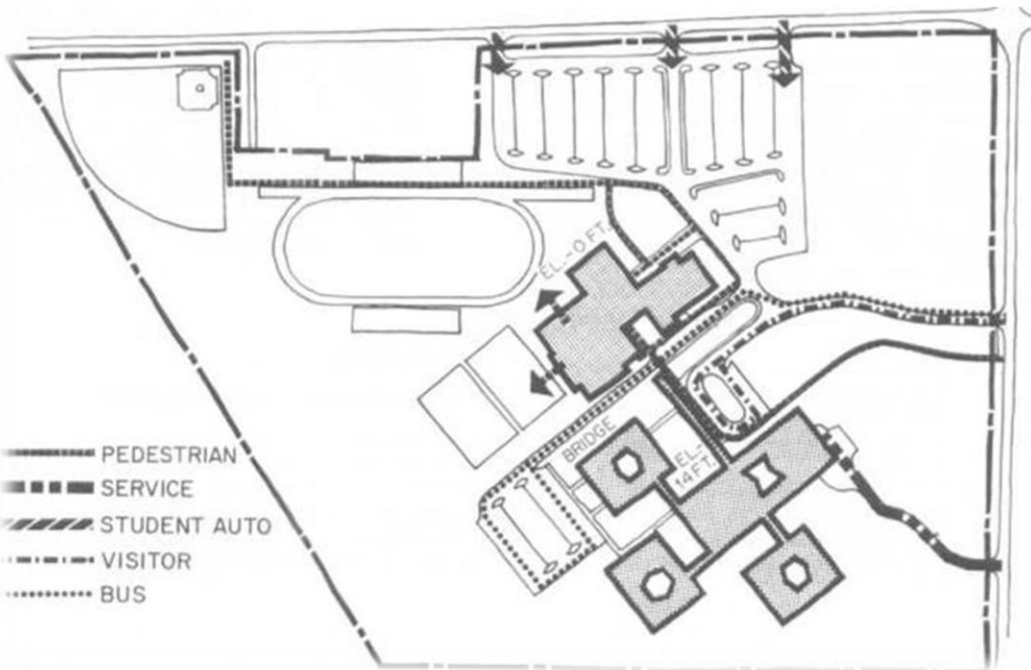 EL.-0 FT.
BRIDGE
EL.-
14 FT.
PEDESTRIAN
SERVICE
STUDENT AUTO
VISITOR
BUS